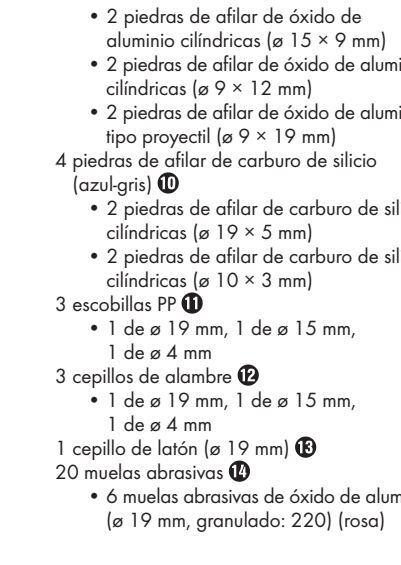 • 2 piedras de afilar de óxido de
aluminio cilíndricas (ø 15 × 9 mm)
• 2 piedras de afilar de óxido de alumi
cilíndricas (ø 9 × 12 mm)
• 2 piedras de afilar de óxido de alumi
tipo proyectil (ø 9 × 19 mm)
4 piedras de afilar de carburo de silicio
(azul-gris) 10
• 2 piedras de afilar de carburo de sil
cilíndricas (ø 19 × 5 mm)
• 2 piedras de afilar de carburo de sil
cilíndricas (ø 10 × 3 mm)
3 escobillas PP 11
• 1 de ø 19 mm, 1 de ø 15 mm,
1 de ø 4 mm
3 cepillos de alambre 12
• 1 de ø 19 mm, 1 de ø 15 mm,
1 de ø 4 mm
1 cepillo de latón (ø 19 mm) 13
20 muelas abrasivas 14
• 6 muelas abrasivas de óxido de alum
(ø 19 mm, granulado: 220) (rosa)